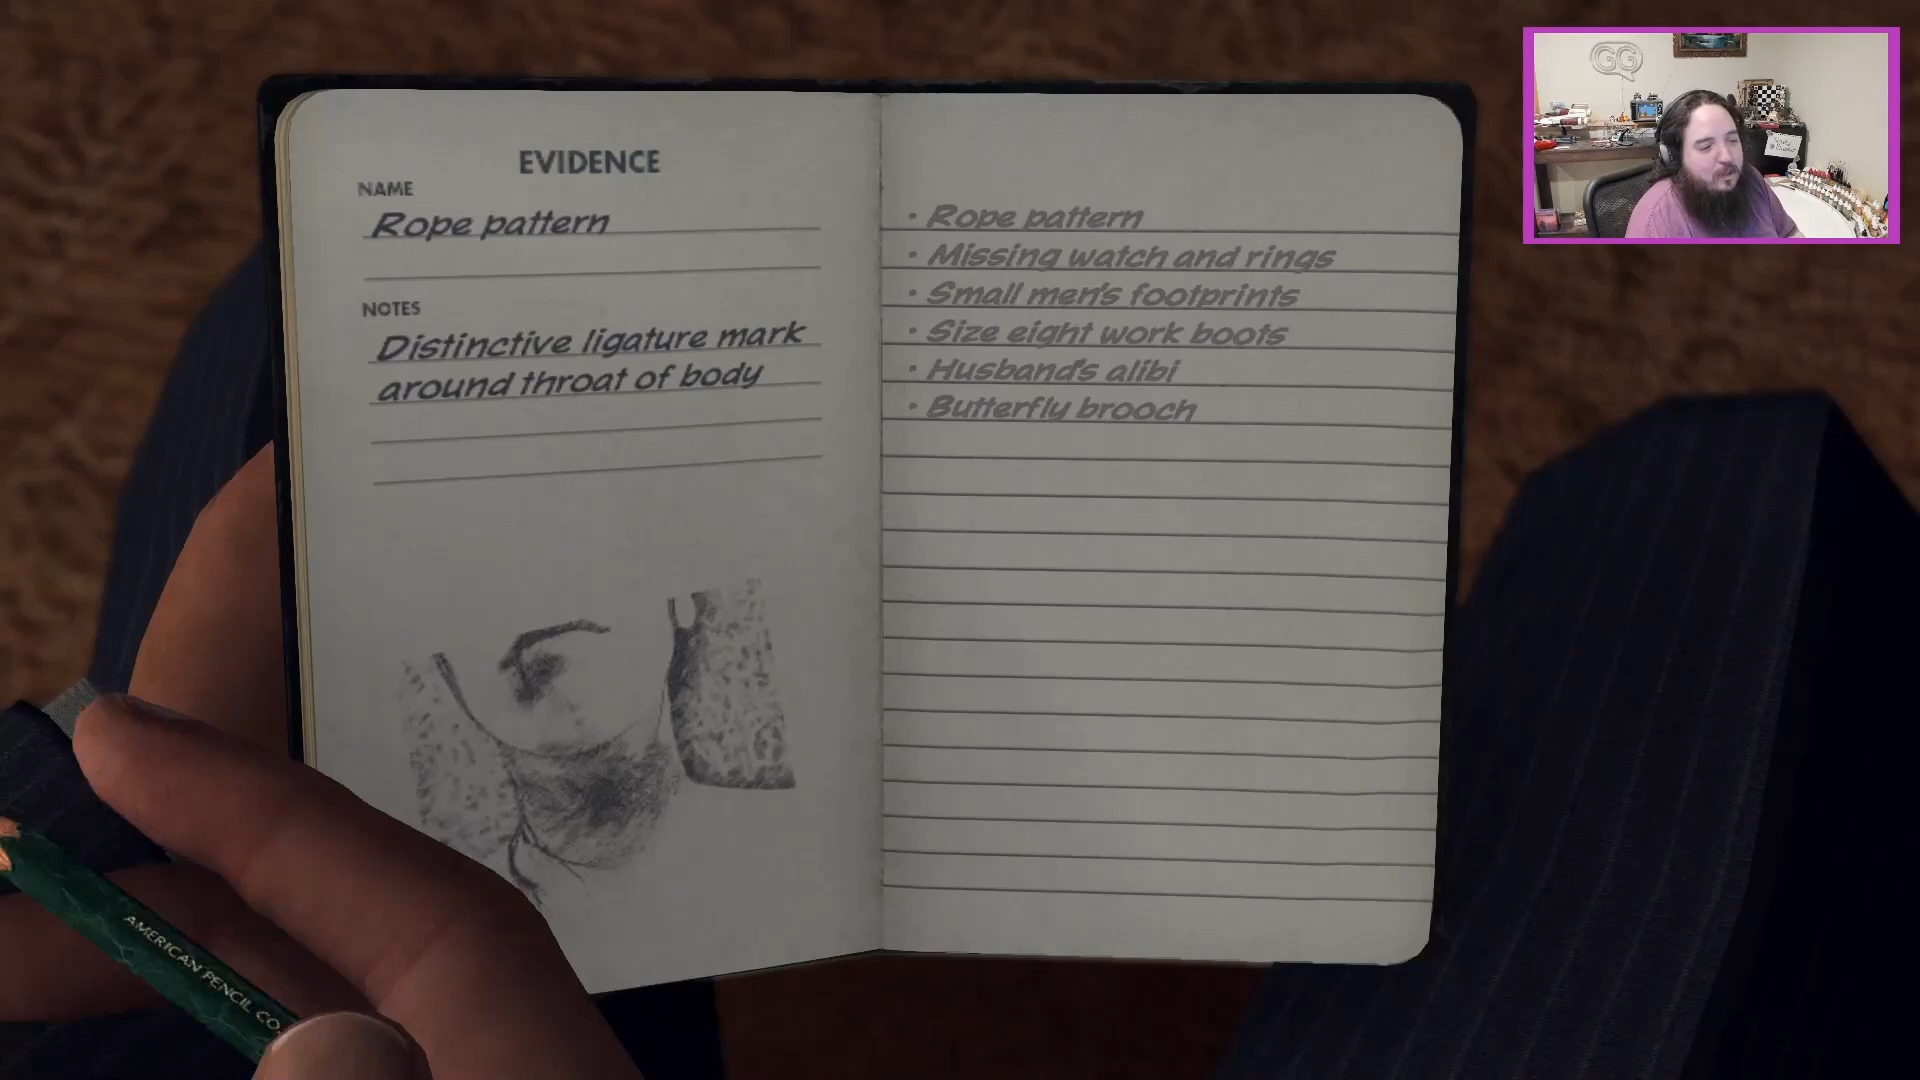 EVIDENCE
NAME
Rope pattern
NOTES
Distinctive ligature mark
around throat of body
• Rope pattern
• Missing watch and rings
• Small men's footprints
• Size eight work boots
• Husband's alibi
• Butterfly brooch
AMERICAN PENCIL CO.
GG